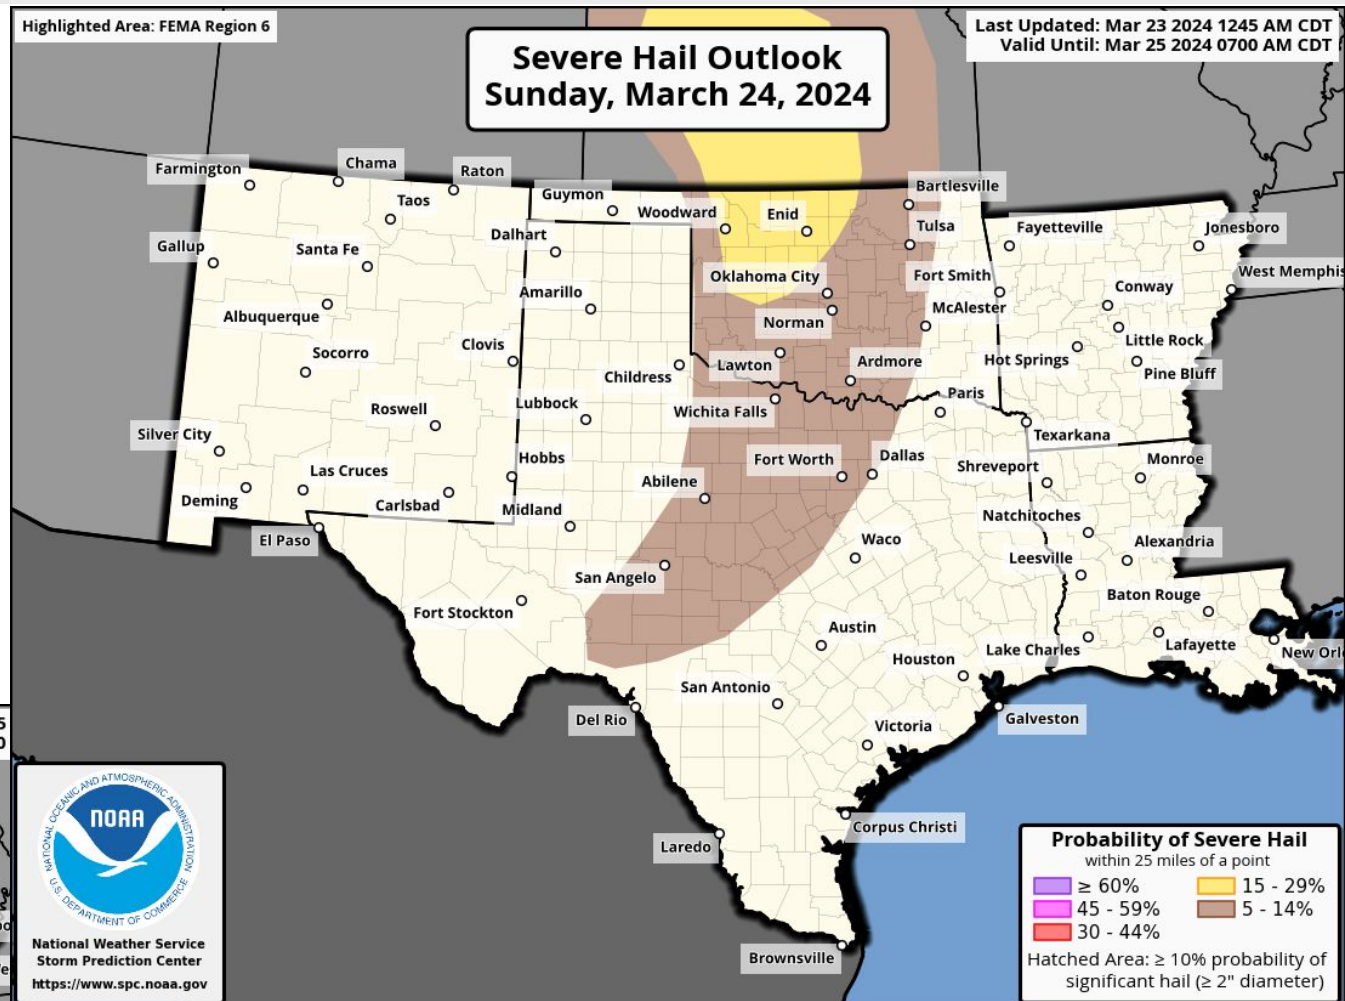 Highlighted Area: FEMA Region 6
Last Updated: Mar 23 2024 1245 AM CDT
Valid Until: Mar 25 2024 0700 AM CDT
Severe Hail Outlook
Sunday, March 24, 2024
Farmington
Chama
Raton
Taos
Guymon
Woodward
Enid
Bartlesville
Tulsa
Fayetteville
Jonesboro
Gallup
Santa Fe
Dalhart
Oklahoma City
Fort Smith
West Memphis
Amarillo
Conway
Albuquerque
Norman
McAlester
Little Rock
Socorro
Clovis
Childress
Lawton
Ardmore
Hot Springs
Pine Bluff
Roswell
Lubbock
Wichita Falls
Paris
Texarkana
Silver City
Las Cruces
Hobbs
Fort Worth
Dallas
Shreveport
Monroe
Deming
Carlsbad
Midland
Abilene
Natchitoches
El Paso
Waco
Leesville
Alexandria
San Angelo
Fort Stockton
Baton Rouge
Austin
Lake Charles
Lafayette
New Orl
Houston
San Antonio
Del Rio
Victoria
Galveston
5
0
Corpus Christi
Laredo
Brownsville
NOAA
NATIONAL OCEANIC AND ATMOSPHERIC ADMINISTRATION
U.S. DEPARTMENT OF COMMERCE
National Weather Service
Storm Prediction Center
https://www.spc.noaa.gov
Probability of Severe Hail
within 25 miles of a point
≥ 60%
15 - 29%
45 - 59%
5 - 14%
30 - 44%
Hatched Area: ≥ 10% probability of
significant hail (≥ 2" diameter)